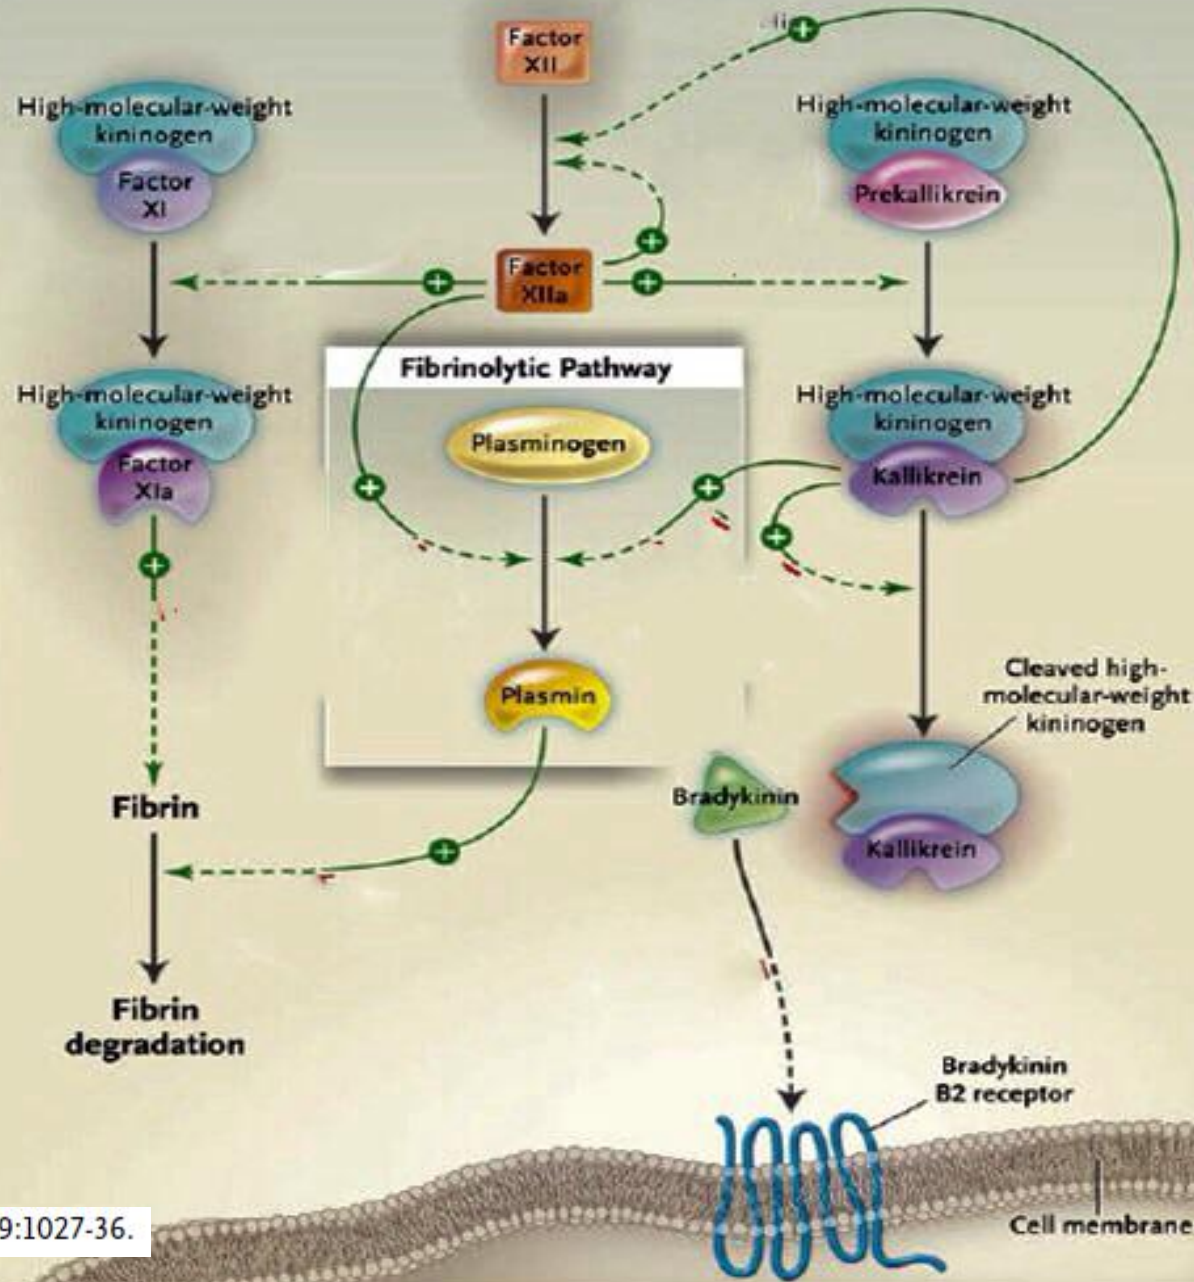 Factor
XII
High-molecular-weight
kininogen
Factor
XI
High-molecular-weight
kininogen
Prekallikrein
Factor
XIIa
Fibrinolytic Pathway
High-molecular-weight
kininogen
Factor
XIa
Plasminogen
High-molecular-weight
kininogen
Kallikrein
Plasmin
Cleaved high-
molecular-weight
kininogen
Fibrin
Bradykinin
Kallikrein
Fibrin
degradation
Bradykinin
B2 receptor
Cell membrane
9:1027-36.